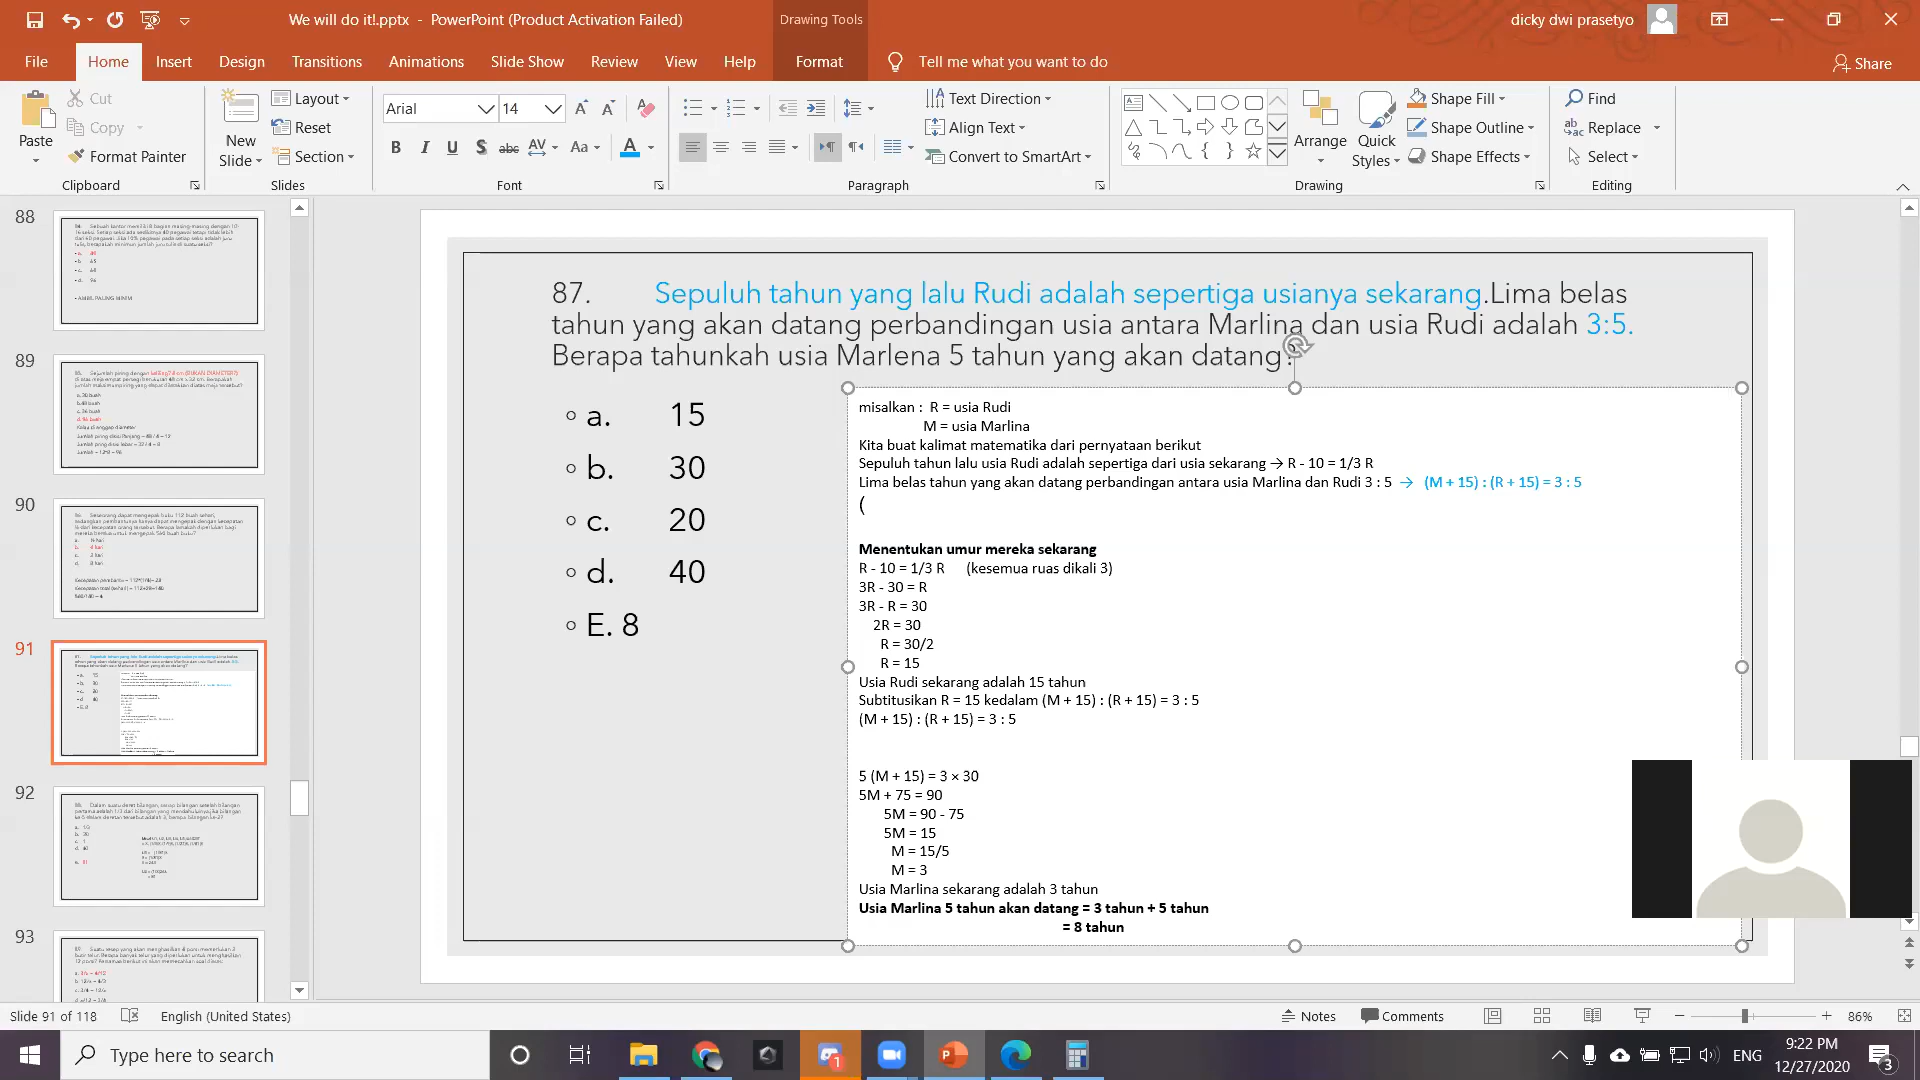 We will do it!.pptx - PowerPoint (Product Activation Failed)
Drawing Tools
dicky dwi prasetyo
File Home Insert Design Transitions Animations Slide Show Review View Help Format Tell me what you want to do Share
Cut
Copy
Format Painter
Paste
Clipboard
New Slide
Layout
Reset
Section
Slides
Arial 14
Font
Text Direction
Align Text
Convert to SmartArt
Paragraph
Arrange
Quick Styles
Shape Fill
Shape Outline
Shape Effects
Drawing
Find
Replace
Select
Editing
88
89
90
91
92
93
87. Sepuluh tahun yang lalu Rudi adalah sepertiga usianya sekarang.Lima belas
tahun yang akan datang perbandingan usia antara Marlina dan usia Rudi adalah 3:5.
Berapa tahunkah usia Marlena 5 tahun yang akan datang?
a. 15
b. 30
c. 20
d. 40
E. 8
misalkan : R = usia Rudi
M = usia Marlina
Kita buat kalimat matematika dari pernyataan berikut
Sepuluh tahun lalu usia Rudi adalah sepertiga dari usia sekarang → R - 10 = 1/3 R
Lima belas tahun yang akan datang perbandingan antara usia Marlina dan Rudi 3 : 5 → (M + 15) : (R + 15) = 3 : 5
(
Menentukan umur mereka sekarang
R - 10 = 1/3 R (kesemua ruas dikali 3)
3R - 30 = R
3R - R = 30
2R = 30
R = 30/2
R = 15
Usia Rudi sekarang adalah 15 tahun
Subtitusikan R = 15 kedalam (M + 15) : (R + 15) = 3 : 5
(M + 15) : (R + 15) = 3 : 5
5 (M + 15) = 3 × 30
5M + 75 = 90
5M = 90 - 75
5M = 15
M = 15/5
M = 3
Usia Marlina sekarang adalah 3 tahun
Usia Marlina 5 tahun akan datang = 3 tahun + 5 tahun
= 8 tahun
Slide 91 of 118 English (United States) Notes Comments 86%
Type here to search
ENG
9:22 PM
12/27/2020
3